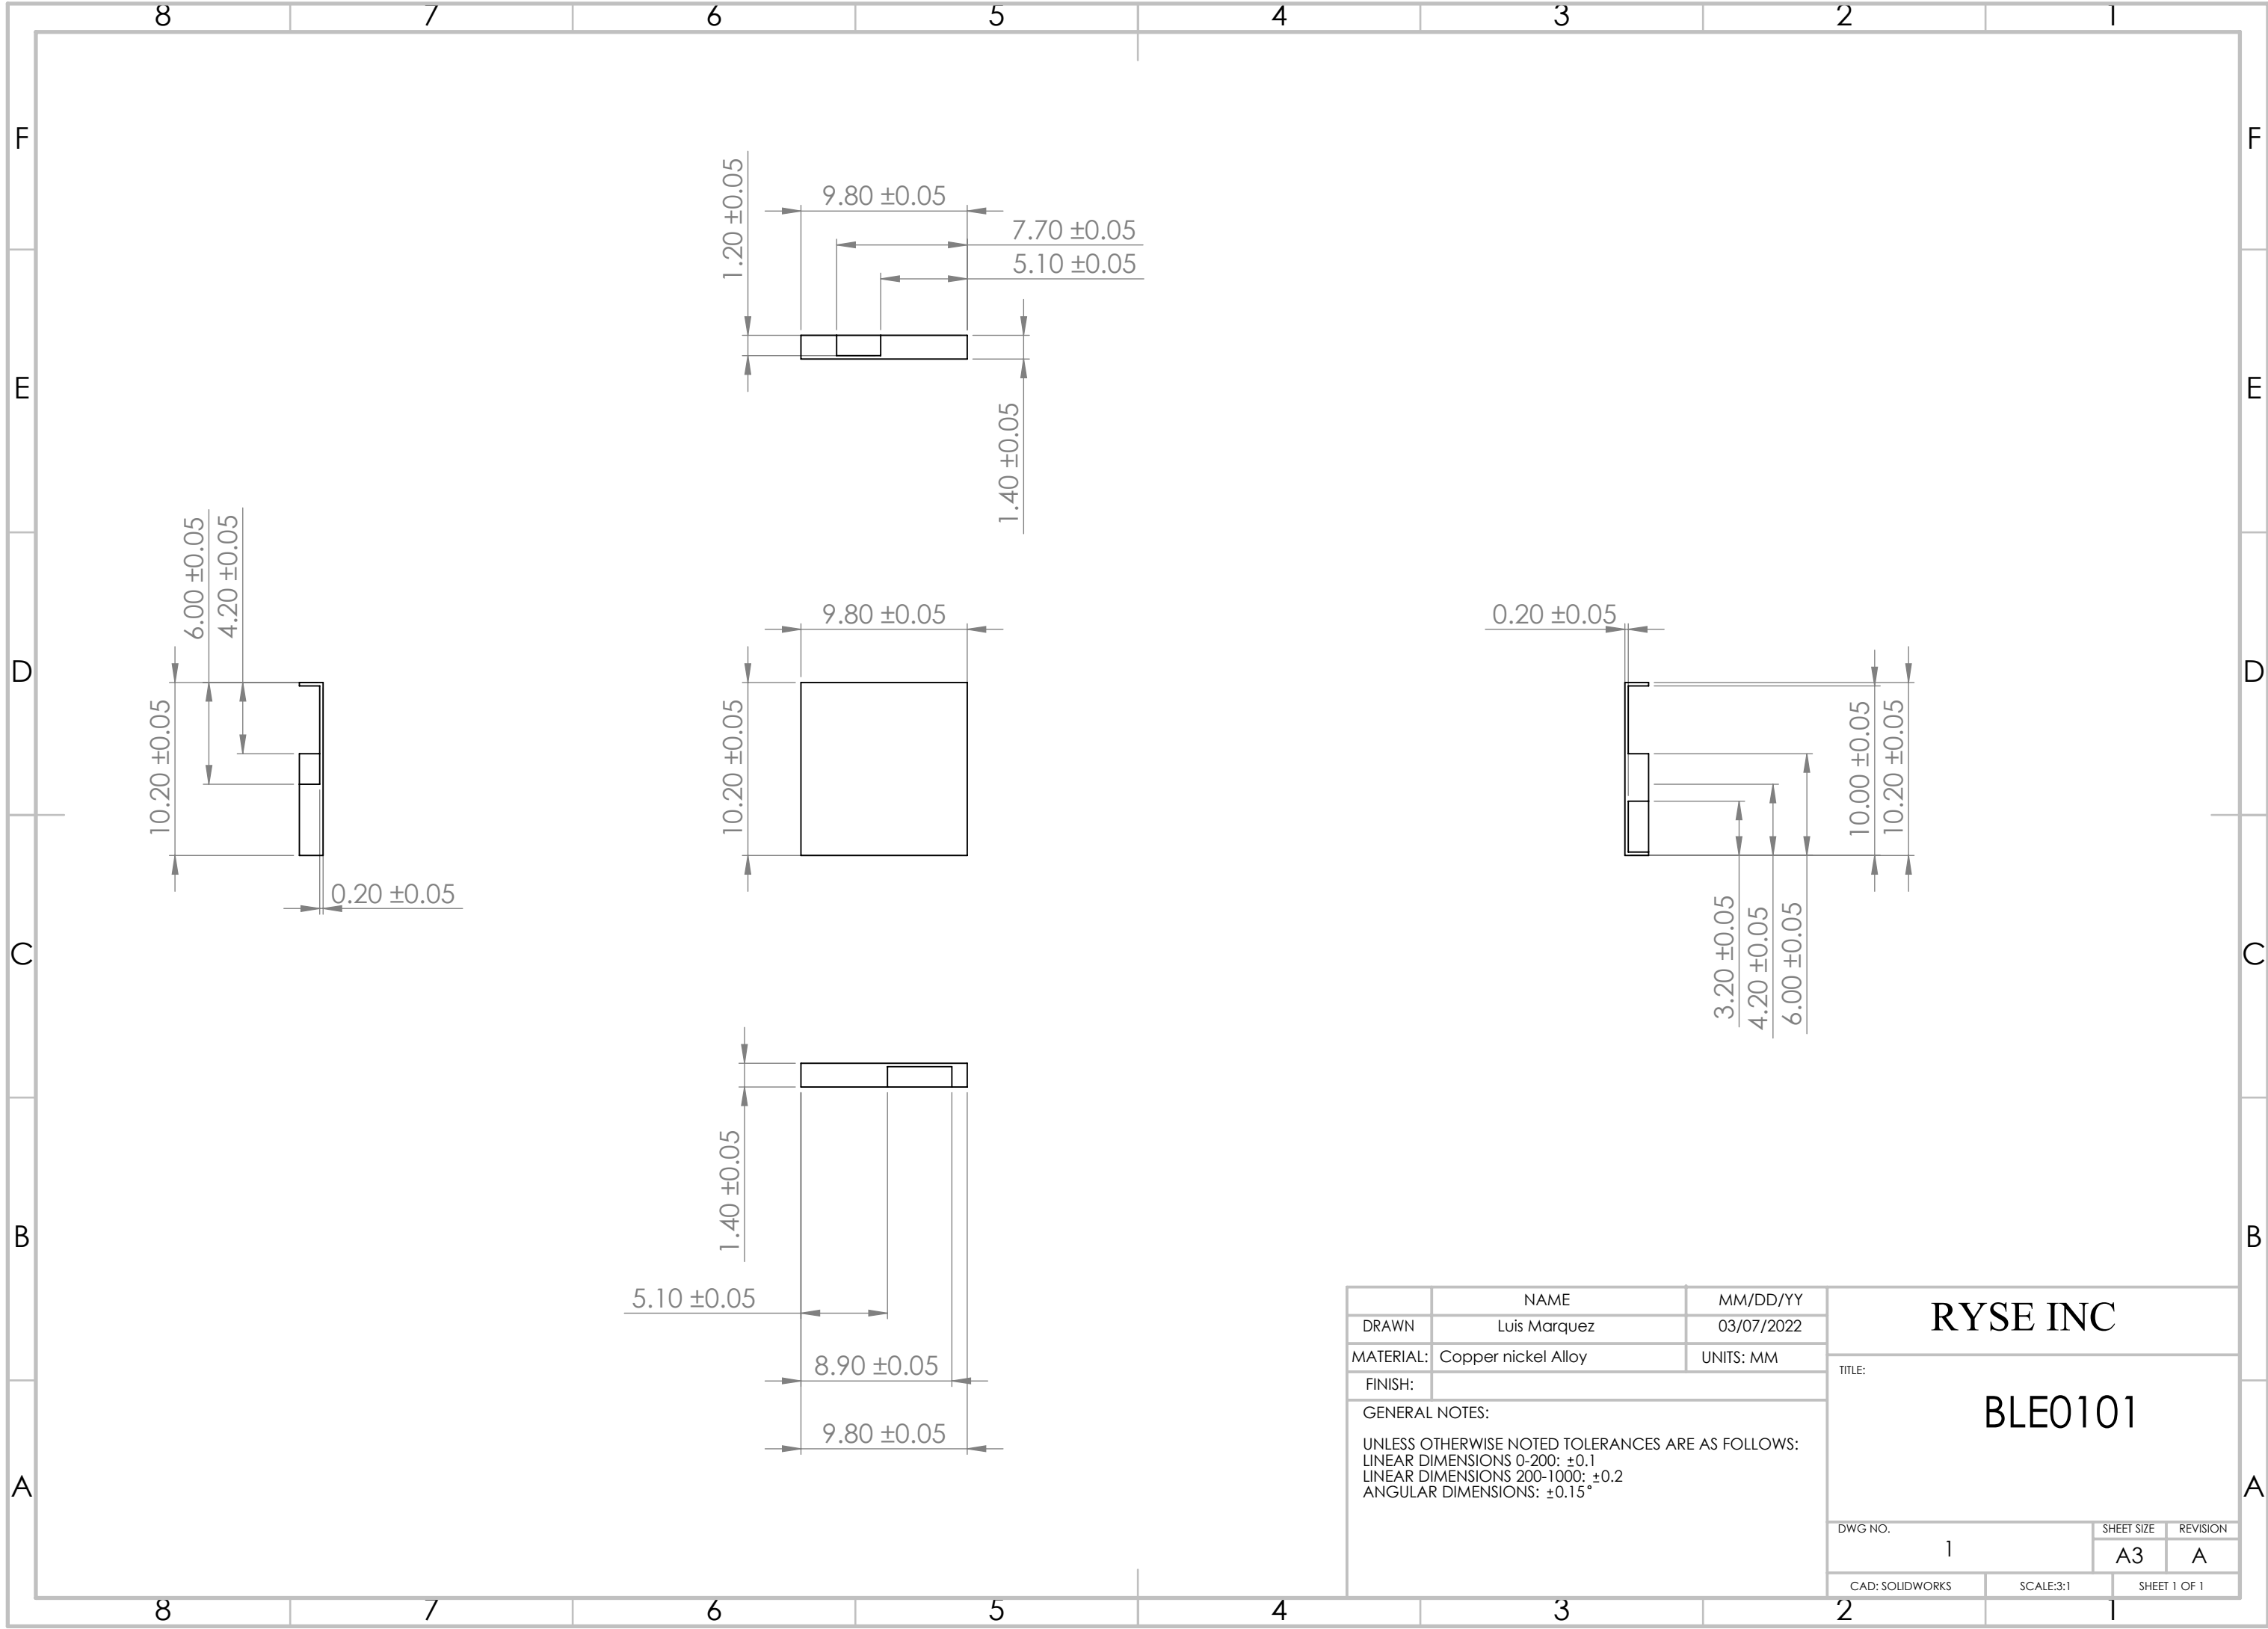 8 7 6 5 4 3 2 1
F F
1.20 ±0.05
9.80 ±0.05
7.70 ±0.05
5.10 ±0.05
E E
1.40 ±0.05
6.00 ±0.05
4.20 ±0.05
9.80 ±0.05
0.20 ±0.05
D D
10.20 ±0.05
10.20 ±0.05
10.00 ±0.05
10.20 ±0.05
0.20 ±0.05
C C
3.20 ±0.05
4.20 ±0.05
6.00 ±0.05
1.40 ±0.05
B B
5.10 ±0.05
8.90 ±0.05
9.80 ±0.05
A A
NAME MM/DD/YY
DRAWN Luis Marquez 03/07/2022
MATERIAL: Copper nickel Alloy UNITS: MM
FINISH:
GENERAL NOTES:
UNLESS OTHERWISE NOTED TOLERANCES ARE AS FOLLOWS:
LINEAR DIMENSIONS 0-200: ±0.1
LINEAR DIMENSIONS 200-1000: ±0.2
ANGULAR DIMENSIONS: ±0.15°
RYSE INC
TITLE:
BLE0101
DWG NO. SHEET SIZE REVISION
1 A3 A
CAD: SOLIDWORKS SCALE:3:1 SHEET 1 OF 1
8 7 6 5 4 3 2 1